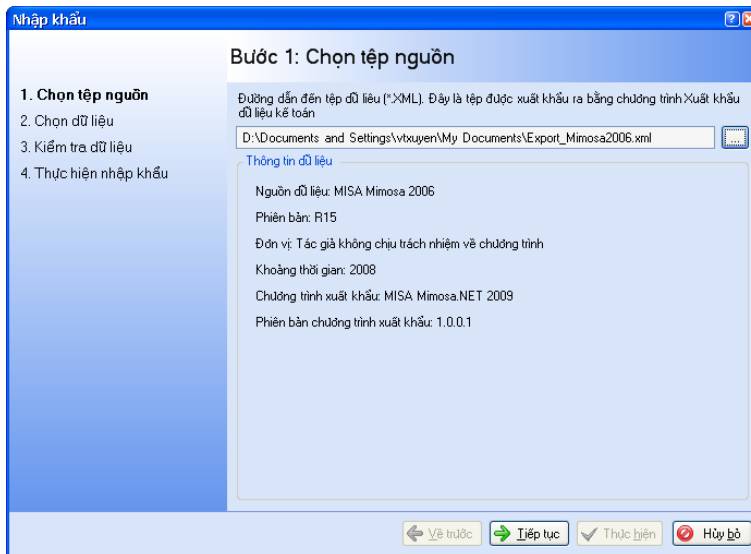 Nhập khẩu
Bước 1: Chọn tệp nguồn
1. Chọn tệp nguồn
2. Chọn dữ liệu
3. Kiểm tra dữ liệu
4. Thực hiện nhập khẩu
Đường dẫn đến tệp dữ liêu (*.XML). Đây là tệp được xuất khẩu ra bằng chương trình Xuất khẩu
dữ liệu kế toán
D:\Documents and Settings\vtxuyen\My Documents\Export_Mimosa2006.xml
...
Thông tin dữ liệu
Nguồn dữ liệu: MISA Mimosa 2006
Phiên bản: R15
Đơn vị: Tác giả không chịu trách nhiệm về chương trình
Khoảng thời gian: 2008
Chương trình xuất khẩu: MISA Mimosa.NET 2009
Phiên bản chương trình xuất khẩu: 1.0.0.1
Về trước
Tiếp tục
Thực hiện
Hủy bỏ